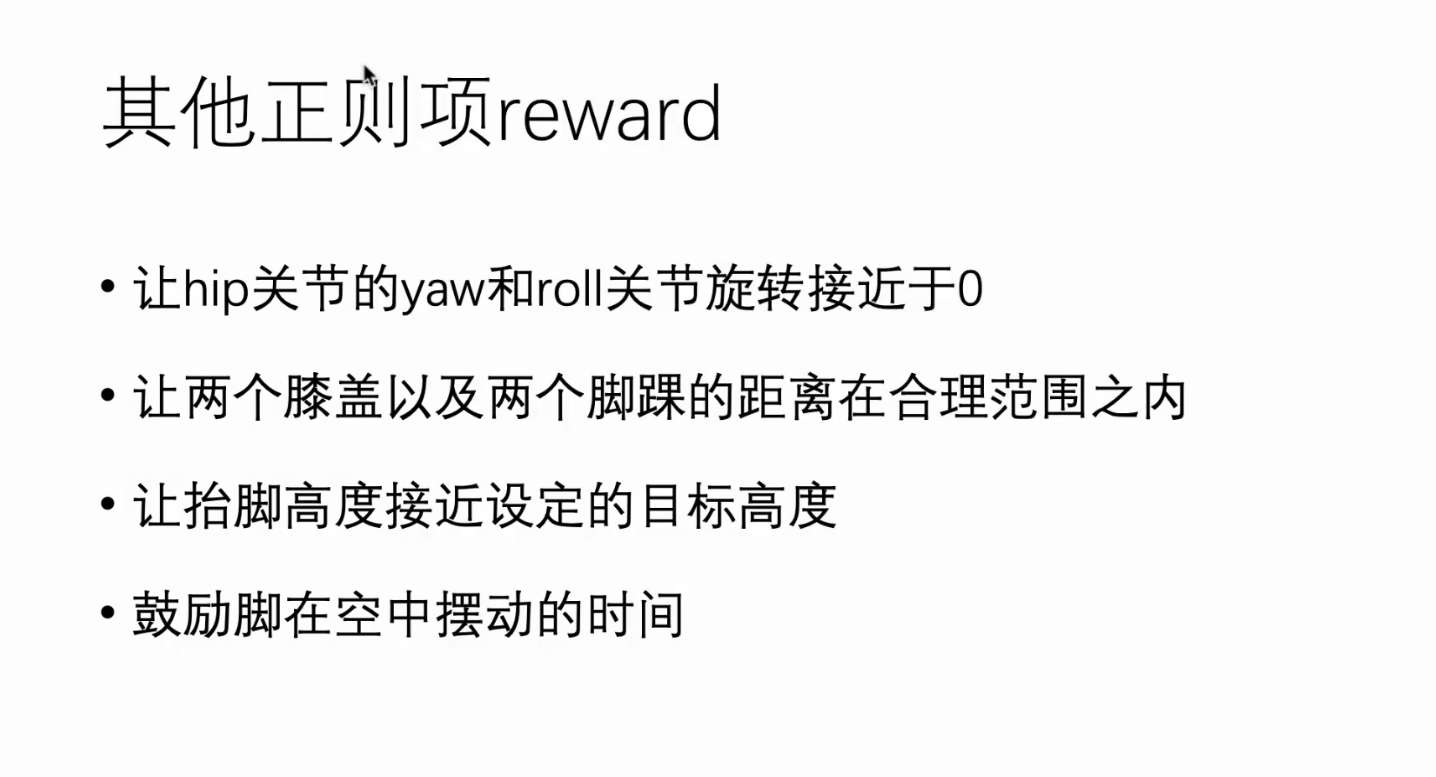 其他正则项reward
• 让hip关节的yaw和roll关节旋转接近于0
• 让两个膝盖以及两个脚踝的距离在合理范围之内
• 让抬脚高度接近设定的目标高度
• 鼓励脚在空中摆动的时间